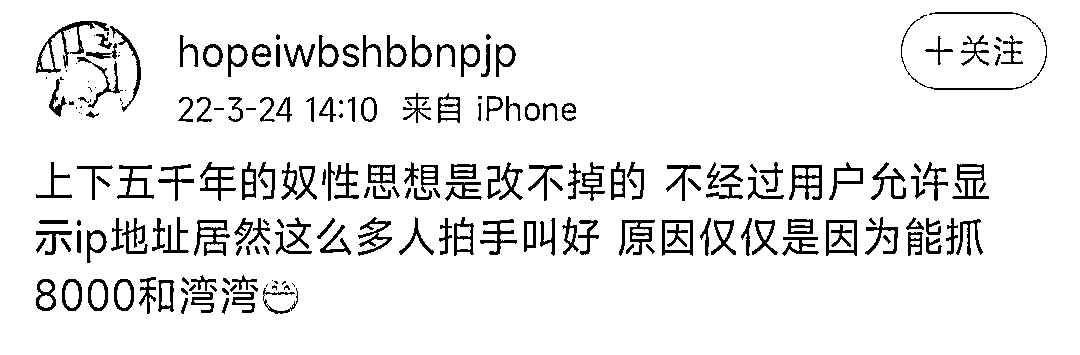 hopeiwbshbbnpjp
+关注
22-3-24 14:10 来自 iPhone
上下五千年的奴性思想是改不掉的 不经过用户允许显
示ip地址居然这么多人拍手叫好 原因仅仅是因为能抓
8000和湾湾😁